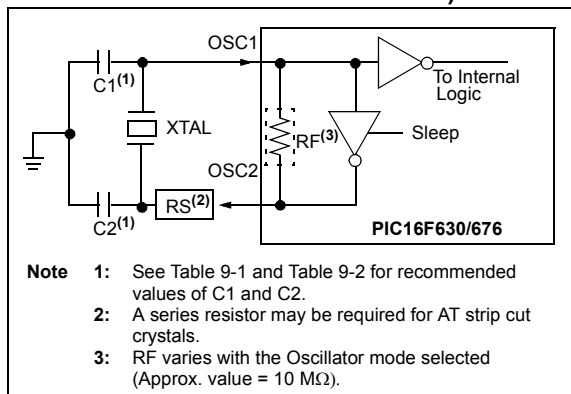 OSC1
C1(1)
To Internal
Logic
XTAL
RF(3)
Sleep
OSC2
C2(1)
RS(2)
PIC16F630/676
Note 1: See Table 9-1 and Table 9-2 for recommended
values of C1 and C2.
2: A series resistor may be required for AT strip cut
crystals.
3: RF varies with the Oscillator mode selected
(Approx. value = 10 MΩ).